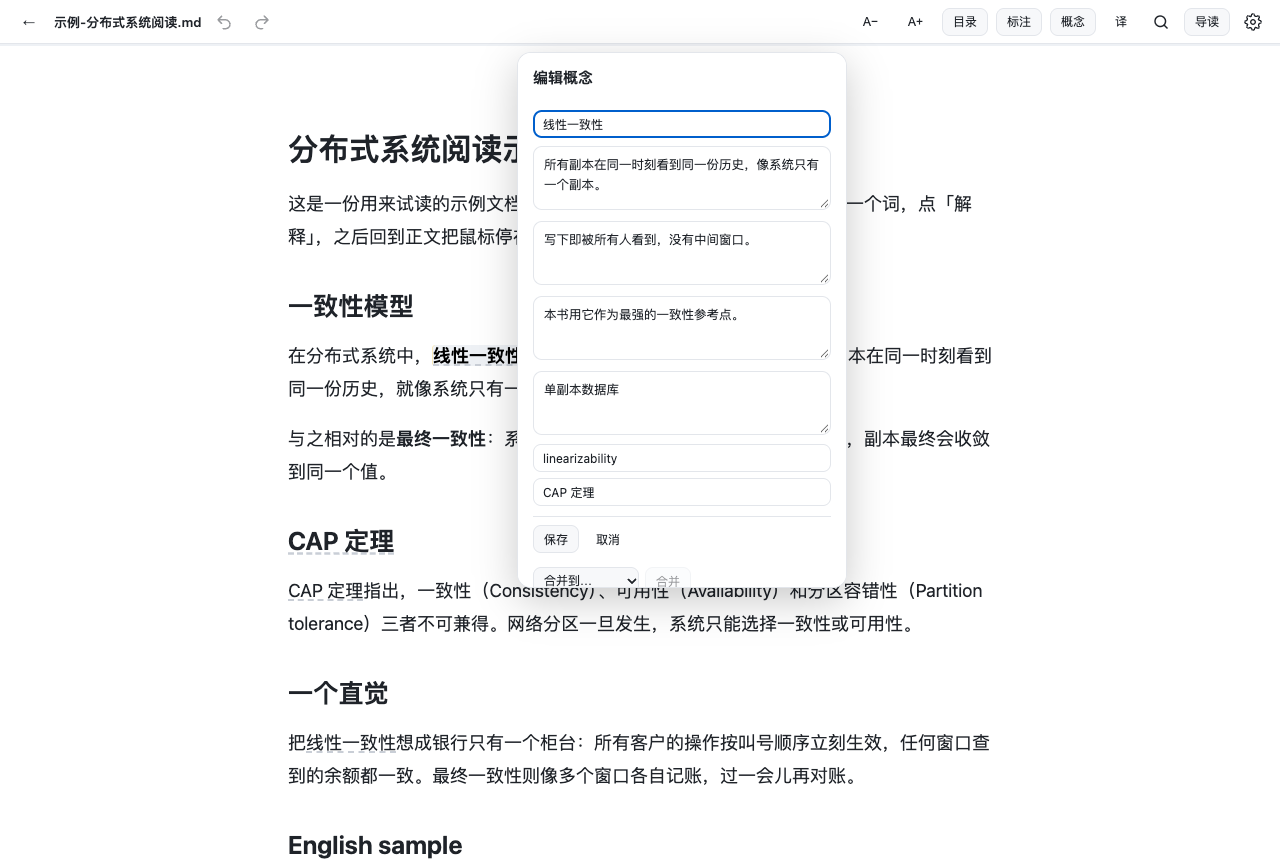 ← 示例-分布式系统阅读.md A− A+ 目录 标注 概念 译 导读
编辑概念
线性一致性
所有副本在同一时刻看到同一份历史，像系统只有
一个副本。
写下即被所有人看到，没有中间窗口。
本书用它作为最强的一致性参考点。
单副本数据库
linearizability
CAP 定理
保存 取消
合并到... 合并
分布式系统阅读
这是一份用来试读的示例文档 一个词，点「解
释」，之后回到正文把鼠标停
一致性模型
在分布式系统中，线性一致性 本在同一时刻看到
同一份历史，就像系统只有一
与之相对的是最终一致性：系 ，副本最终会收敛
到同一个值。
CAP 定理
CAP 定理指出，一致性（Consistency）、可用性（Availability）和分区容错性（Partition
tolerance）三者不可兼得。网络分区一旦发生，系统只能选择一致性或可用性。
一个直觉
把线性一致性想成银行只有一个柜台：所有客户的操作按叫号顺序立刻生效，任何窗口查
到的余额都一致。最终一致性则像多个窗口各自记账，过一会儿再对账。
English sample